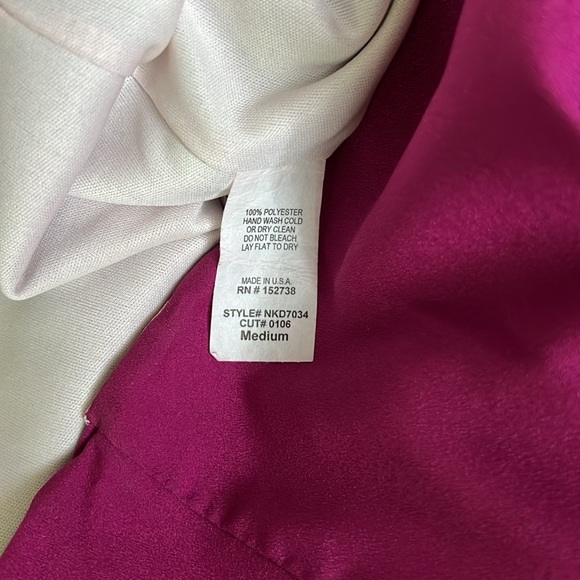 100% POLYESTER
HAND WASH COLD
OR DRY CLEAN
DO NOT BLEACH
LAY FLAT TO DRY
MADE IN U.S.A.
RN # 152738
STYLE# NKD7034
CUT# 0106
Medium